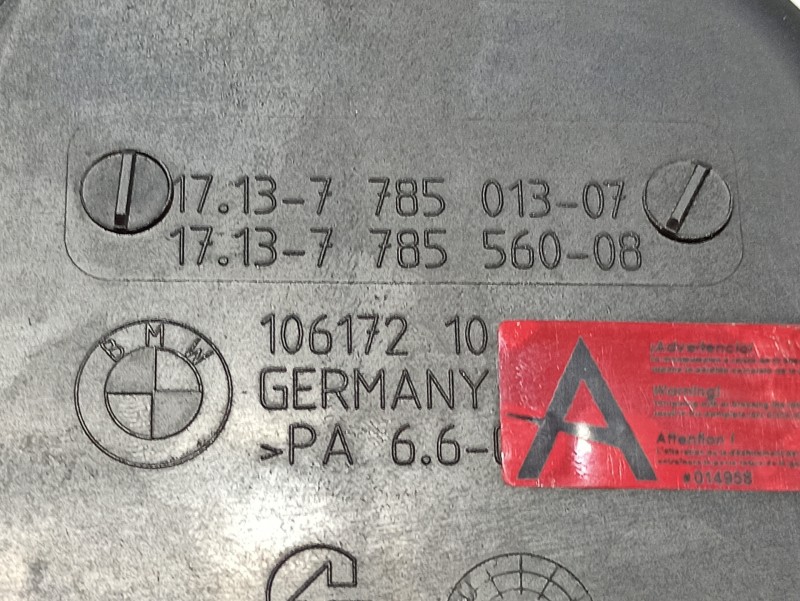 17.13-7 785 013-07
17.13-7 785 560-08
BMW
106172 10
GERMANY
>PA 6.6-
A
¡Advertencia!
Warning!
Attention !
#014958